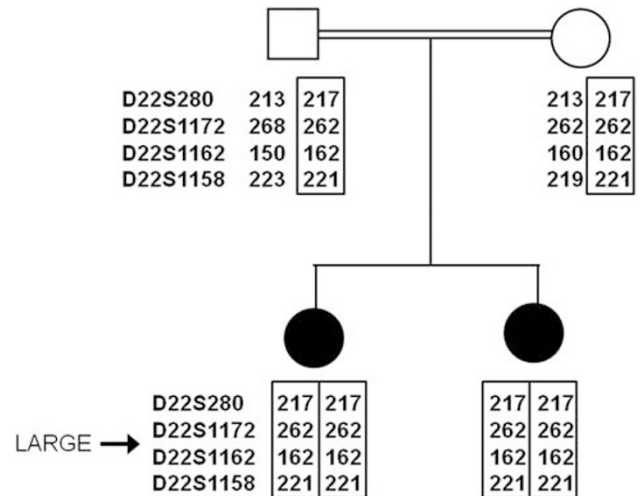 D22S280 213 217 213 217
D22S1172 268 262 262 262
D22S1162 150 162 160 162
D22S1158 223 221 219 221
D22S280 217 217 217 217
D22S1172 262 262 262 262
LARGE
D22S1162 162 162 162 162
D22S1158 221 221 221 221